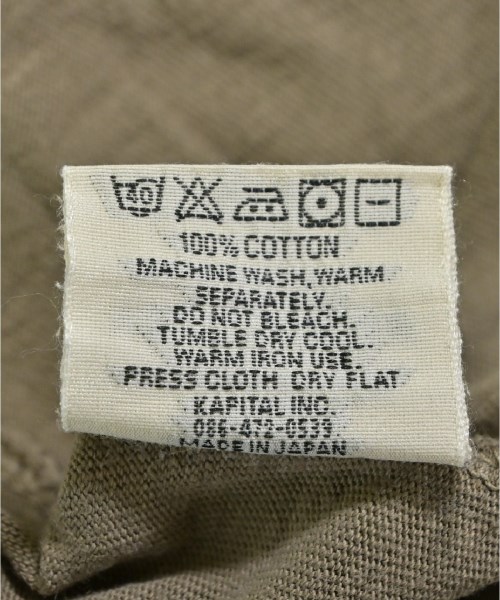 40
100% COTTON
MACHINE WASH, WARM
SEPARATELY.
DO NOT BLEACH.
TUMBLE DRY COOL.
WARM IRON USE.
PRESS CLOTH DRY FLAT
KAPITAL INC.
086-472-0539
MADE IN JAPAN